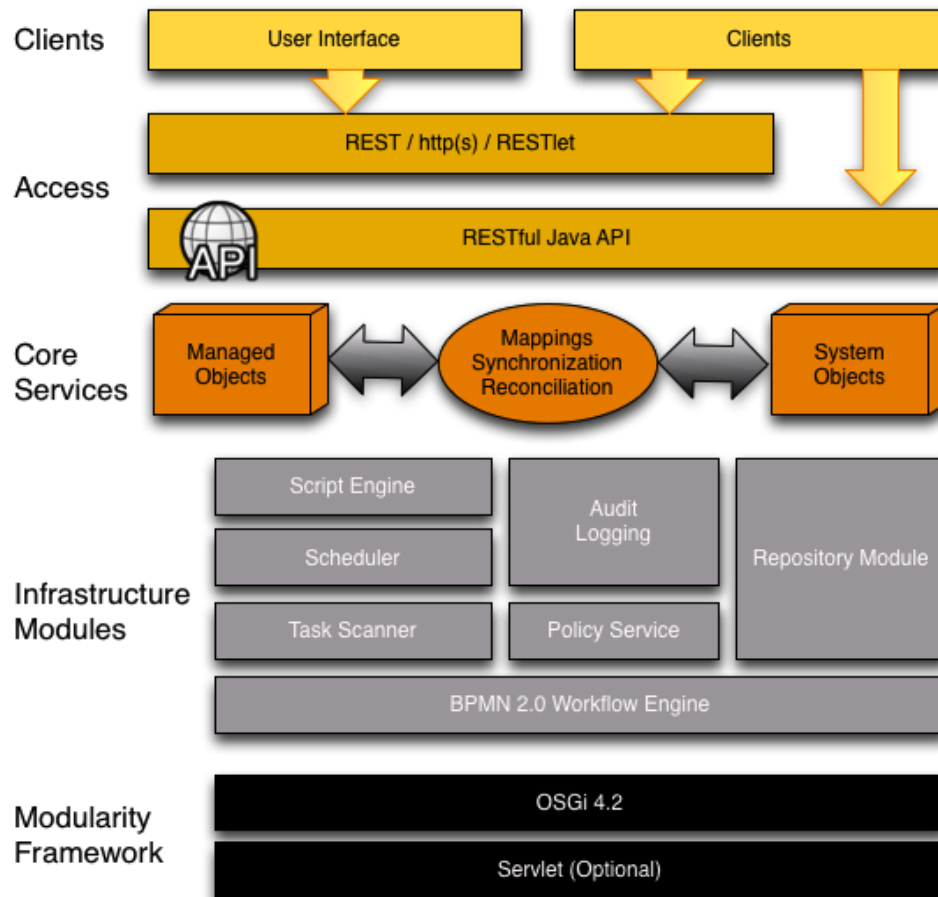 Clients
User Interface
Clients
REST / http(s) / RESTlet
Access
RESTful Java API
API
Core
Services
Managed
Objects
Mappings
Synchronization
Reconciliation
System
Objects
Infrastructure
Modules
Script Engine
Audit
Logging
Repository Module
Scheduler
Task Scanner
Policy Service
BPMN 2.0 Workflow Engine
Modularity
Framework
OSGi 4.2
Servlet (Optional)